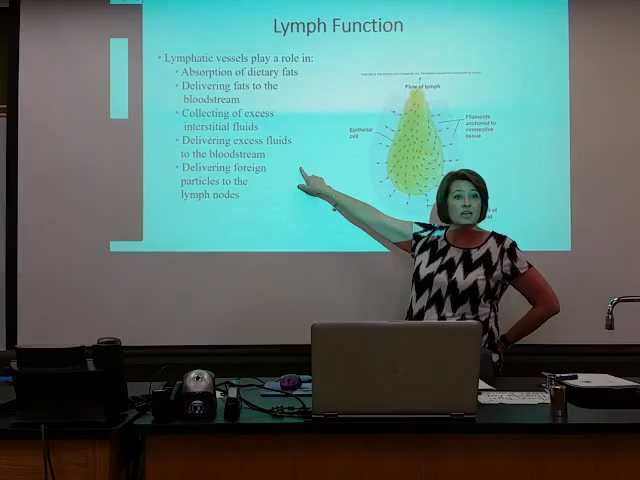 Lymph Function
• Lymphatic vessels play a role in:
• Absorption of dietary fats
• Delivering fats to the
bloodstream
• Collecting of excess
interstitial fluids
• Delivering excess fluids
to the bloodstream
• Delivering foreign
particles to the
lymph nodes
Flow of lymph
Filaments
anchored to
connective
tissue
Epithelial
cell
of